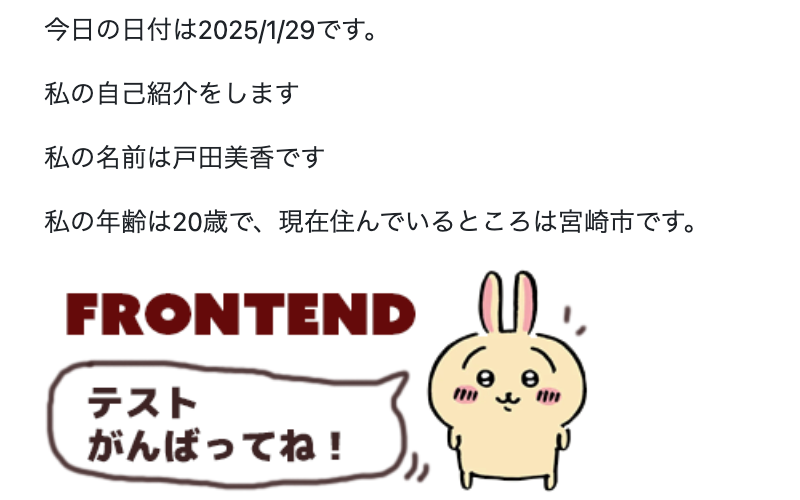 今日の日付は2025/1/29です。
私の自己紹介をします
私の名前は戸田美香です
私の年齢は20歳で、現在住んでいるところは宮崎市です。
FRONTEND
テスト
がんばってね！